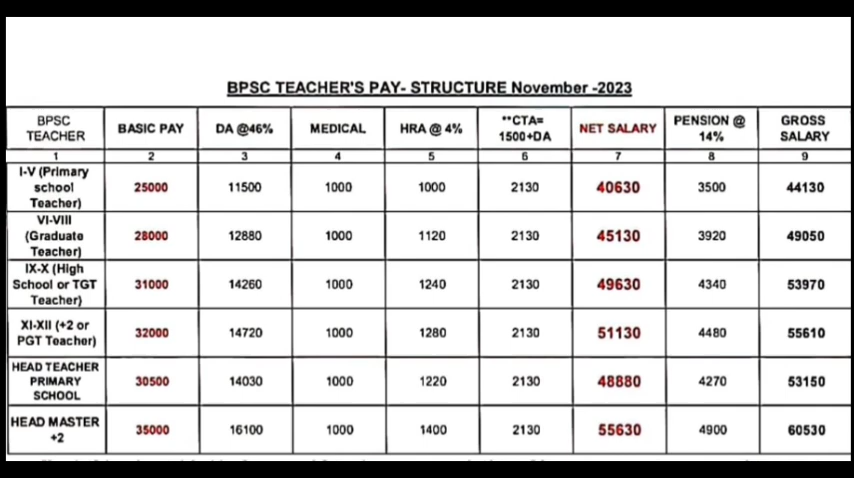 BPSC TEACHER'S PAY- STRUCTURE November -2023
BPSC TEACHER BASIC PAY DA @46% MEDICAL HRA @ 4% **CTA= 1500+DA NET SALARY PENSION @ 14% GROSS SALARY
1 2 3 4 5 6 7 8 9
I-V (Primary school Teacher) 25000 11500 1000 1000 2130 40630 3500 44130
VI-VIII (Graduate Teacher) 28000 12880 1000 1120 2130 45130 3920 49050
IX-X (High School or TGT Teacher) 31000 14260 1000 1240 2130 49630 4340 53970
XI-XII (+2 or PGT Teacher) 32000 14720 1000 1280 2130 51130 4480 55610
HEAD TEACHER PRIMARY SCHOOL 30500 14030 1000 1220 2130 48880 4270 53150
HEAD MASTER +2 35000 16100 1000 1400 2130 55630 4900 60530